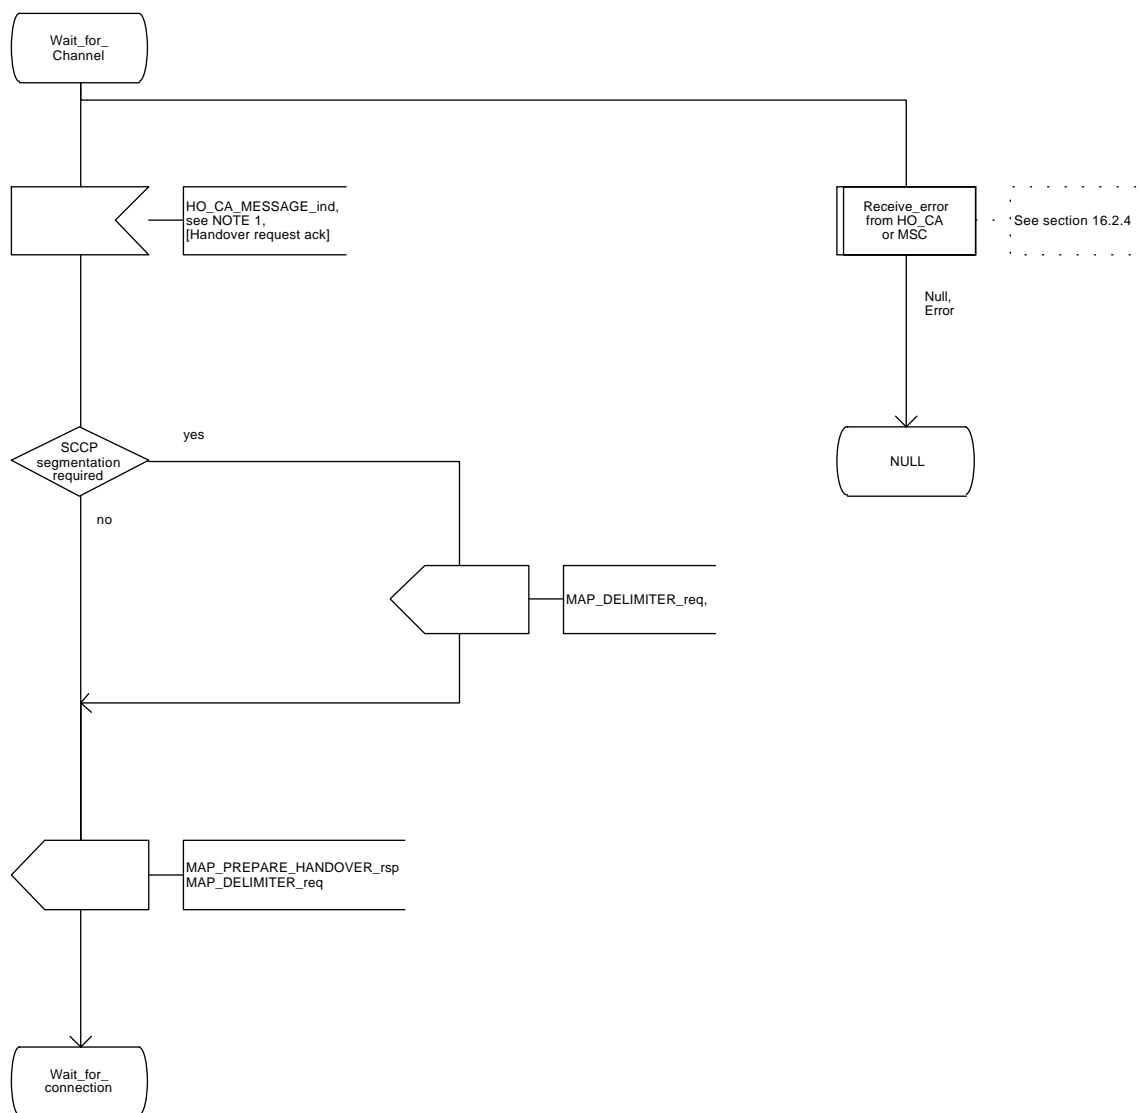 Wait_for_
Channel
HO_CA_MESSAGE_ind,
see NOTE 1,
[Handover request ack]
Receive_error
from HO_CA
or MSC
See section 16.2.4
Null,
Error
SCCP
segmentation
required
yes
no
NULL
MAP_DELIMITER_req,
MAP_PREPARE_HANDOVER_rsp
MAP_DELIMITER_req
Wait_for_
connection